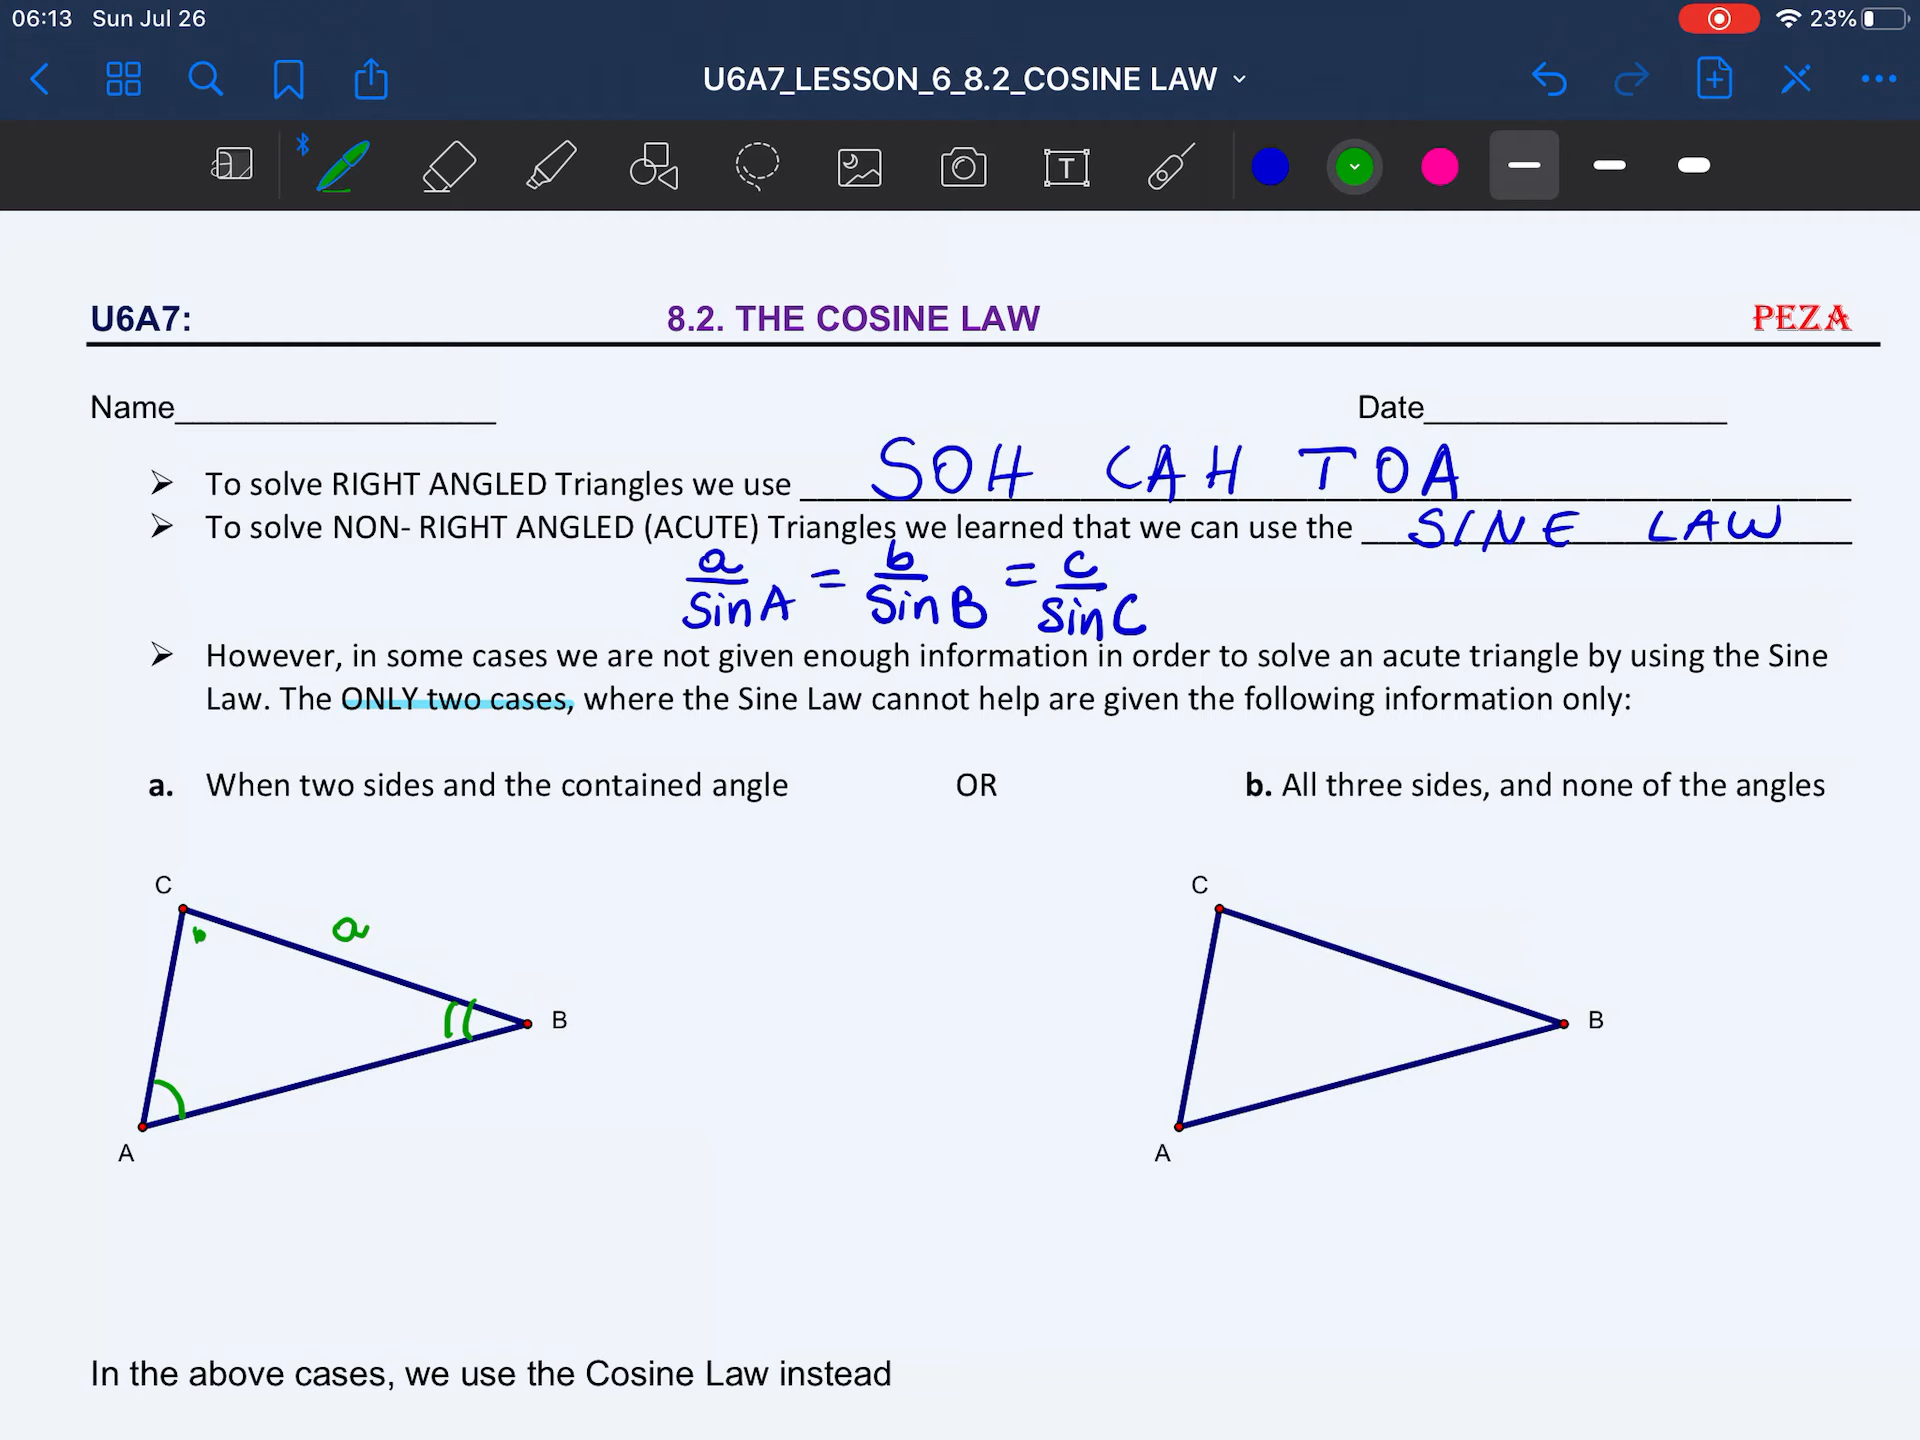 06:13 Sun Jul 26 23%
U6A7_LESSON_6_8.2_COSINE LAW
U6A7: 8.2. THE COSINE LAW PEZA
Name__________________ Date_________________
➢ To solve RIGHT ANGLED Triangles we use SOH CAH TOA
➢ To solve NON- RIGHT ANGLED (ACUTE) Triangles we learned that we can use the SINE LAW
a/sinA = b/sinB = c/sinC
➢ However, in some cases we are not given enough information in order to solve an acute triangle by using the Sine
Law. The ONLY two cases, where the Sine Law cannot help are given the following information only:
a. When two sides and the contained angle OR b. All three sides, and none of the angles
C C
a
B B
A A
In the above cases, we use the Cosine Law instead